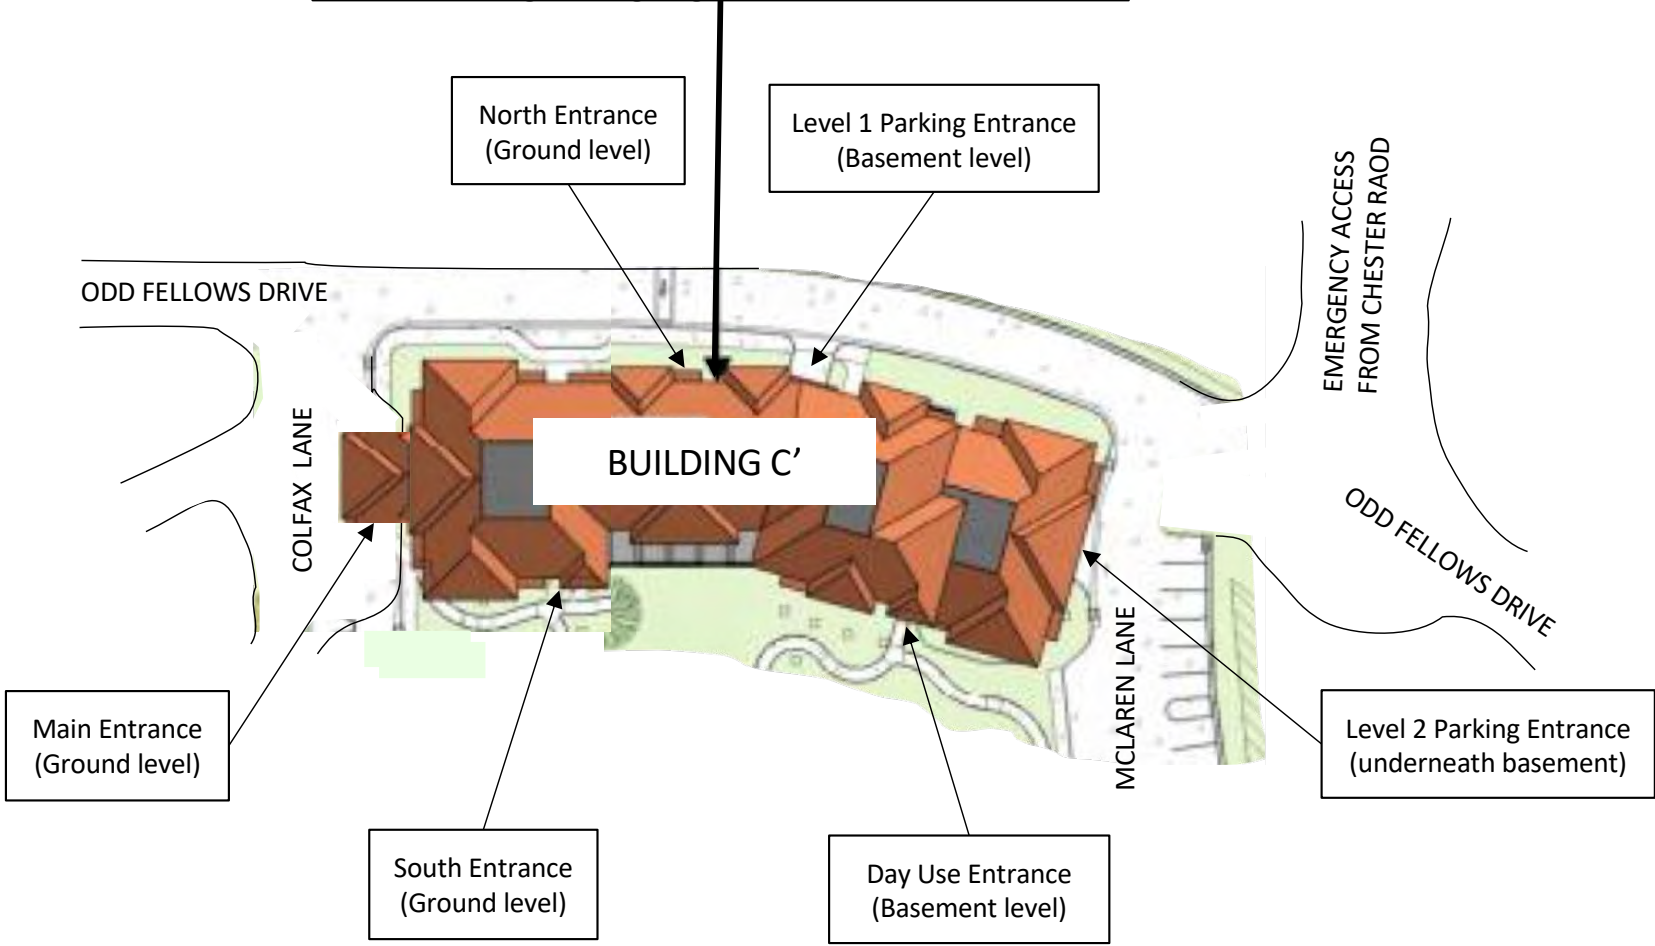 North Entrance
(Ground level)
Level 1 Parking Entrance
(Basement level)
EMERGENCY ACCESS
FROM CHESTER RAOD
ODD FELLOWS DRIVE
COLFAX LANE
BUILDING C’
ODD FELLOWS DRIVE
MCLAREN LANE
Main Entrance
(Ground level)
Level 2 Parking Entrance
(underneath basement)
South Entrance
(Ground level)
Day Use Entrance
(Basement level)